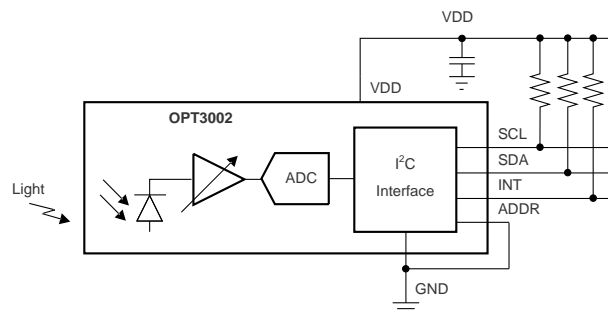 VDD
VDD
OPT3002
SCL
I²C
ADC
SDA
Light
Interface
INT
ADDR
GND